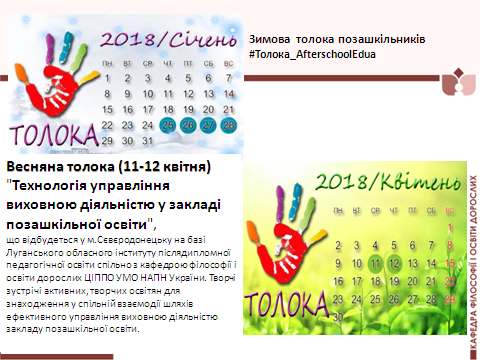 2018/Січень
ПН. ВТ. СР. ЧТ. ПТ. СБ. ВС
1 2 3 4 5 6 7
8 9 10 11 12 13 14
15 16 17 18 19 20 21
22 23 24 25 26 27 28
29 30 31
ТОЛОКА
Зимова толока позашкільників
#Толока_AfterschoolEdua
Весняна толока (11-12 квітня)
"Технологія управління
виховною діяльністю у закладі
позашкільної освіти",
що відбудеться у м.Сєвєродонецьку на базі
Луганського обласного інституту післядипломної
педагогічної освіти спільно з кафедрою філософії і
освіти дорослих ЦІППО УМО НАПН України. Творчі
зустрічі активних, творчих освітян для
знаходження у спільній взаємодії шляхів
ефективного управління виховною діяльністю
закладу позашкільної освіти.
2018/Квітень
ПН. ВТ. СР. ЧТ. ПТ. СБ. ВС
1
2 3 4 5 6 7 8
9 10 11 12 13 14 15
16 17 18 19 20 21 22
23 24 25 26 27 28 29
30
ТОЛОКА
КАФЕДРА ФІЛОСОФІЇ І ОСВІТИ ДОРОСЛИХ